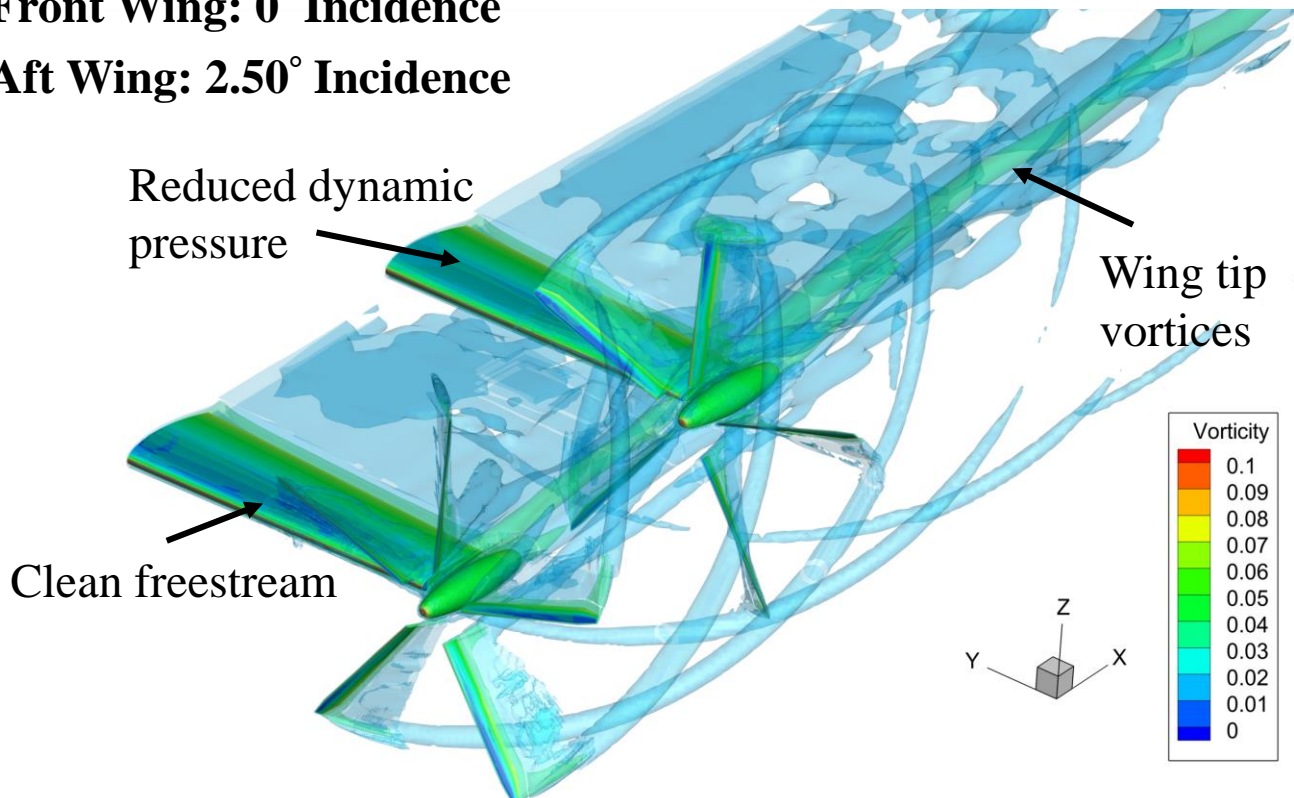 Front Wing: 0° Incidence
Aft Wing: 2.50° Incidence
Reduced dynamic
pressure
Wing tip
vortices
Clean freestream
Vorticity
0.1
0.09
0.08
0.07
0.06
0.05
0.04
0.03
0.02
0.01
0
Z
Y
X